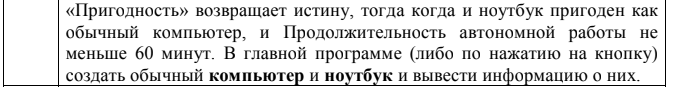 «Пригодность» возвращает истину, тогда когда и ноутбук пригоден как
обычный компьютер, и Продолжительность автономной работы не
меньше 60 минут. В главной программе (либо по нажатию на кнопку)
создать обычный компьютер и ноутбук и вывести информацию о них.